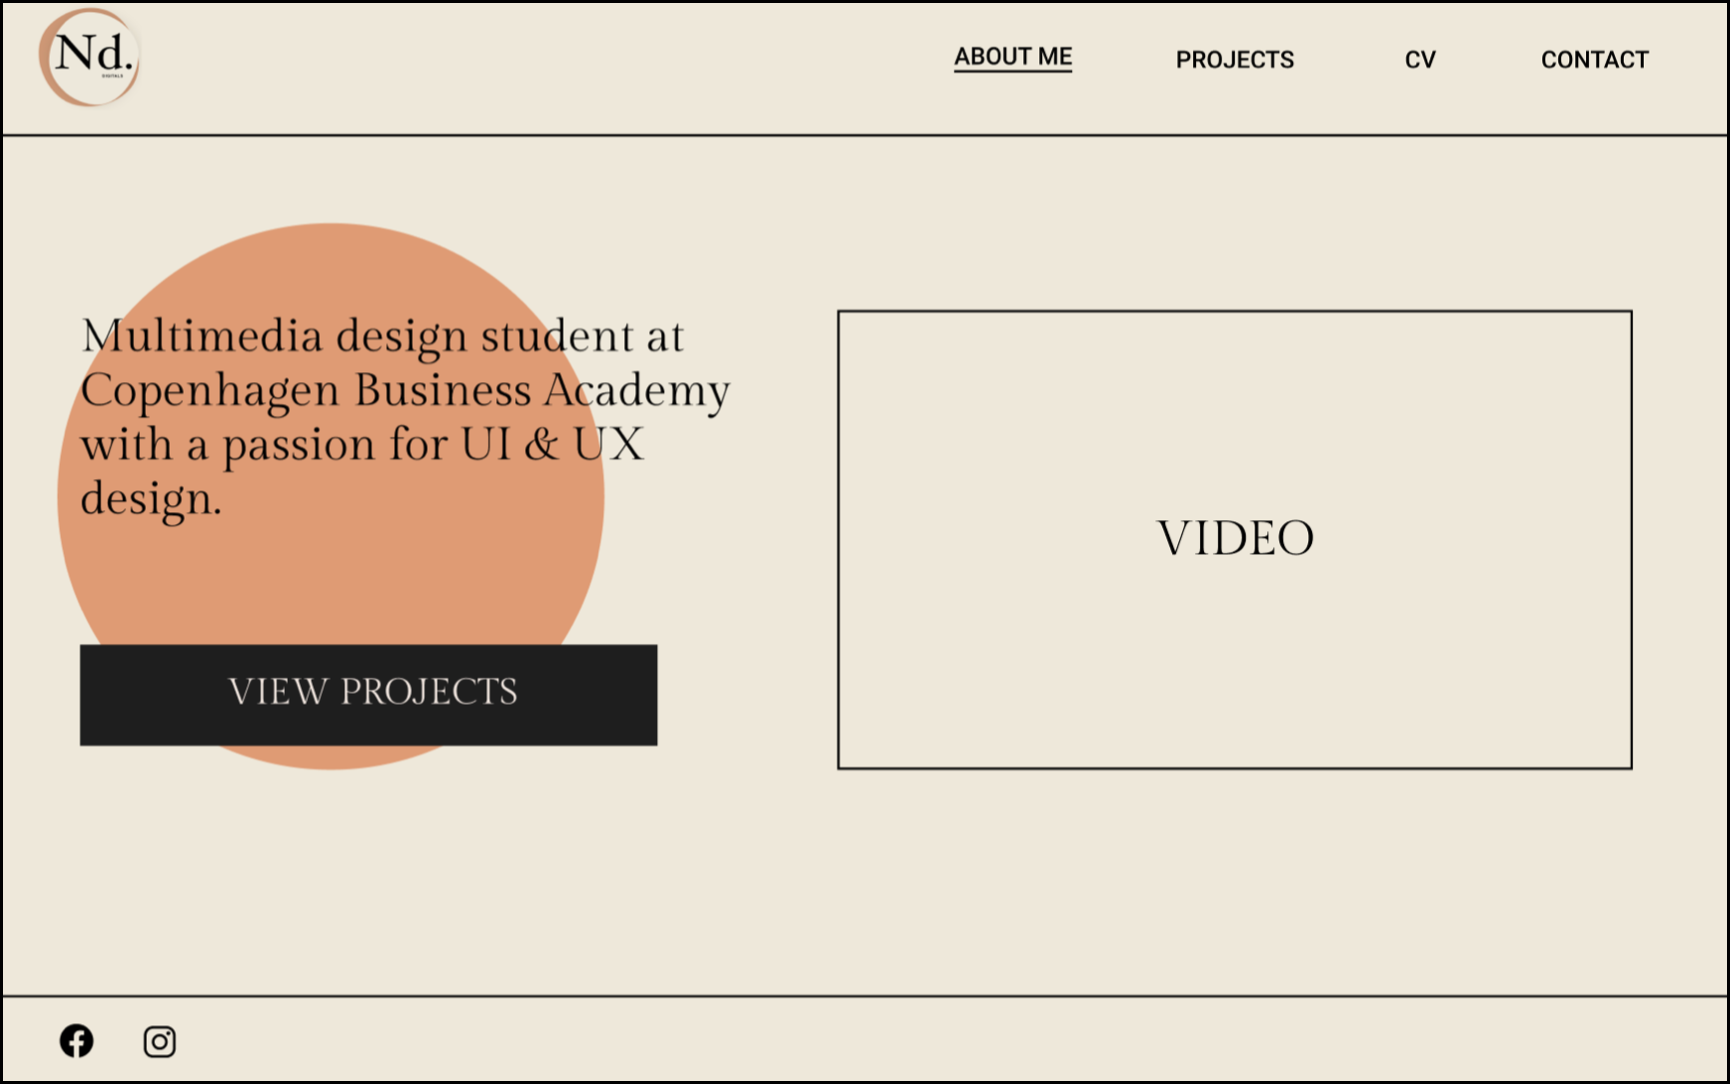 Nd.
DIGITALS
ABOUT ME
PROJECTS
CV
CONTACT
Multimedia design student at
Copenhagen Business Academy
with a passion for UI & UX
design.
VIEW PROJECTS
VIDEO